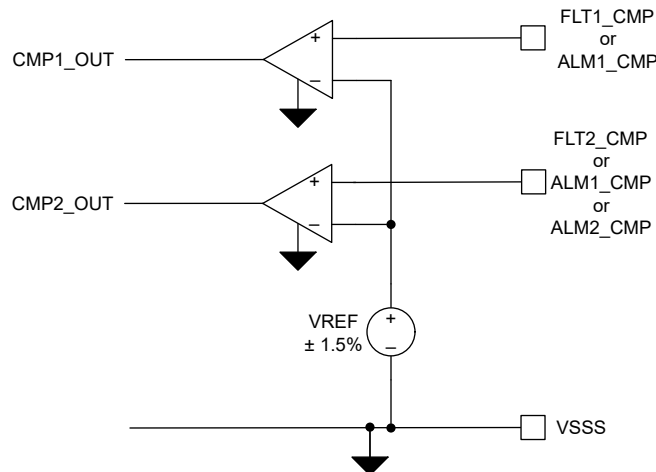 FLT1_CMP
or
ALM1_CMP
CMP1_OUT
+
–
FLT2_CMP
or
ALM1_CMP
or
ALM2_CMP
CMP2_OUT
+
–
VREF
± 1.5%
+
–
VSSS